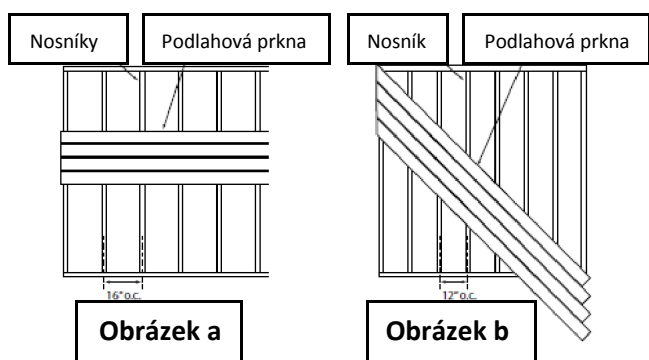 Nosníky
Podlahová prkna
Nosník
Podlahová prkna
16"o.c.
12"o.c.
Obrázek a
Obrázek b